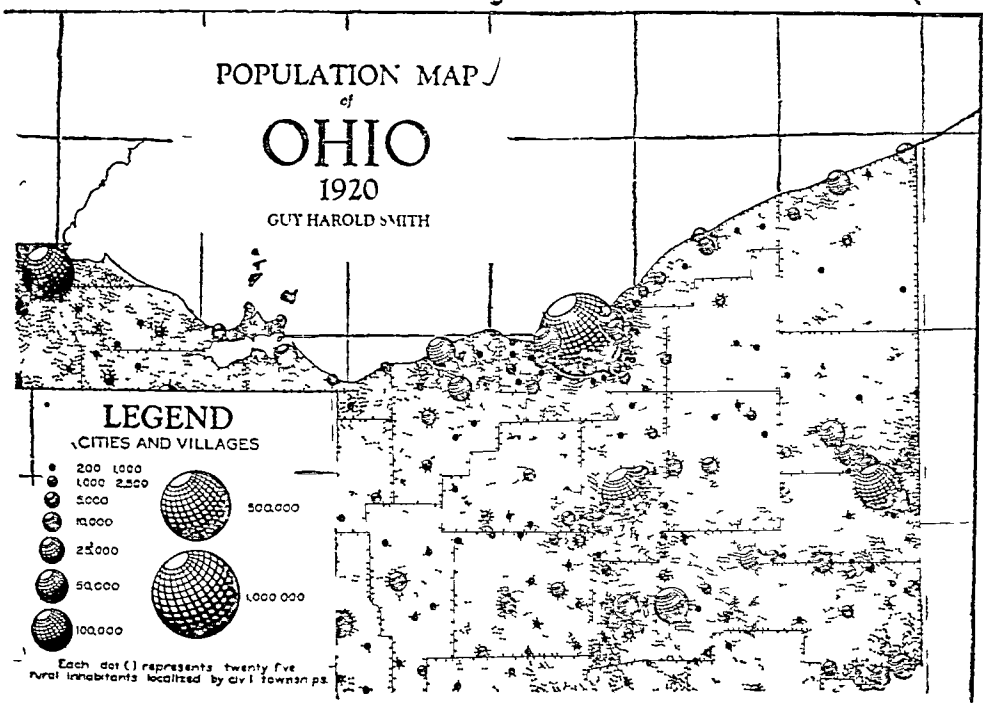 POPULATION MAP
of
OHIO
1920
GUY HAROLD SMITH
LEGEND
CITIES AND VILLAGES
200 1,000
1,000 2,500
5,000
10,000
25,000
50,000
100,000
500,000
1,000 000
Each dot ( ) represents twenty five
rural inhabitants localized by civil townships